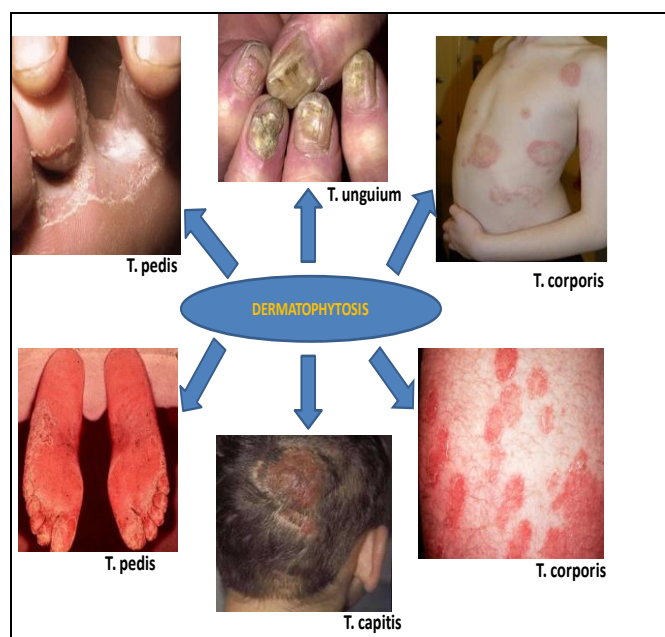 T. unguium
T. pedis
T. corporis
DERMATOPHYTOSIS
T. pedis
T. capitis
T. corporis